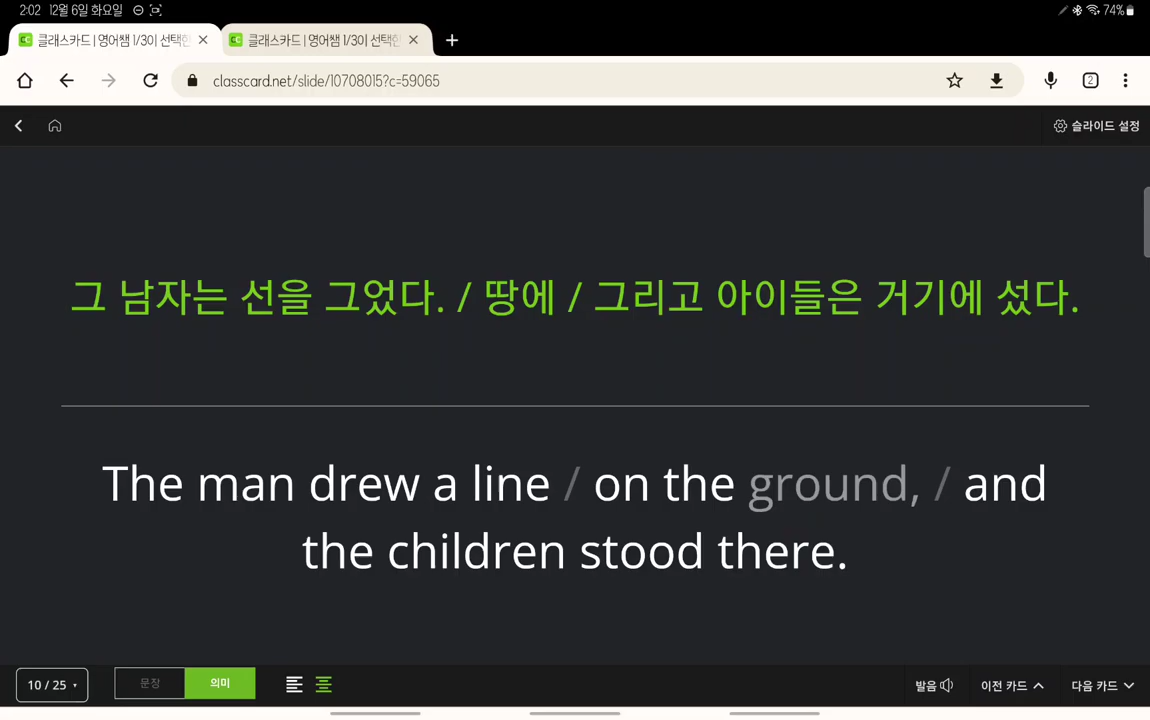 2:02 12월 6일 화요일
74%
클래스카드 | 영어쌤 1/3이 선택한
클래스카드 | 영어쌤 1/3이 선택한
classcard.net/slide/10708015?c=59065
2
슬라이드 설정
그 남자는 선을 그었다. / 땅에 / 그리고 아이들은 거기에 섰다.
The man drew a line / on the ground, / and
the children stood there.
10 / 25
문장
의미
발음
이전 카드
다음 카드